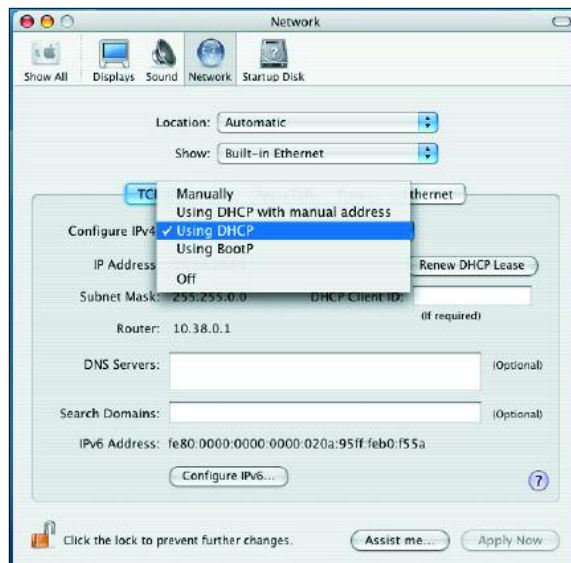 Network
Show All
Displays
Sound
Network
Startup Disk
Location: Automatic
Show: Built-in Ethernet
Manually
Using DHCP with manual address
✓ Using DHCP
Using BootP
Off
Configure IPv4
IP Address
Renew DHCP Lease
Subnet Mask: 255.255.0.0
DHCP Client ID:
(If required)
Router: 10.38.0.1
DNS Servers:
(Optional)
Search Domains:
(Optional)
IPv6 Address: fe80:0000:0000:0000:020a:95ff:feb0:f55a
Configure IPv6...
?
Click the lock to prevent further changes.
Assist me...
Apply Now